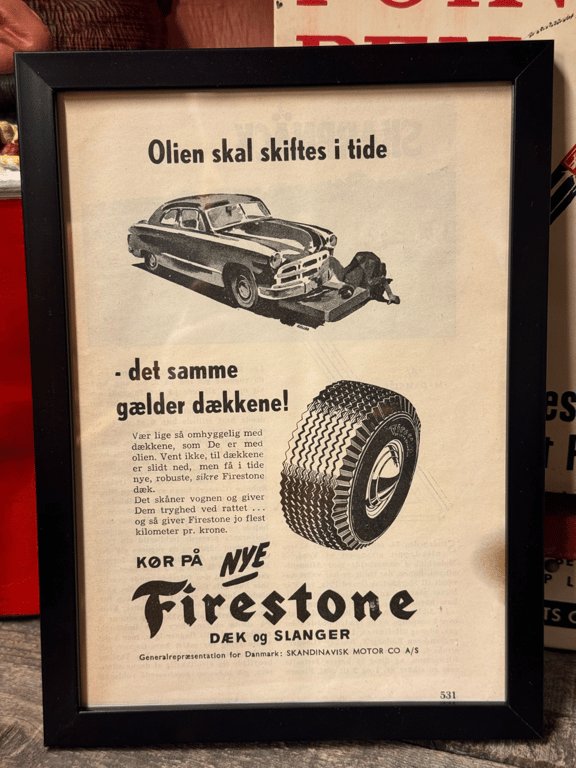 Olien skal skiftes i tide
- det samme
gælder dækkene!
Vær lige så omhyggelig med
dækkene, som De er med
olien. Vent ikke, til dækkene
er slidt ned, men få i tide
nye, robuste, sikre Firestone
dæk.
Det skåner vognen og giver
Dem tryghed ved rattet ...
og så giver Firestone jo flest
kilometer pr. krone.
KØR PÅ NYE
Firestone
DÆK og SLANGER
Generalrepræsentation for Danmark: SKANDINAVISK MOTOR CO A/S
531